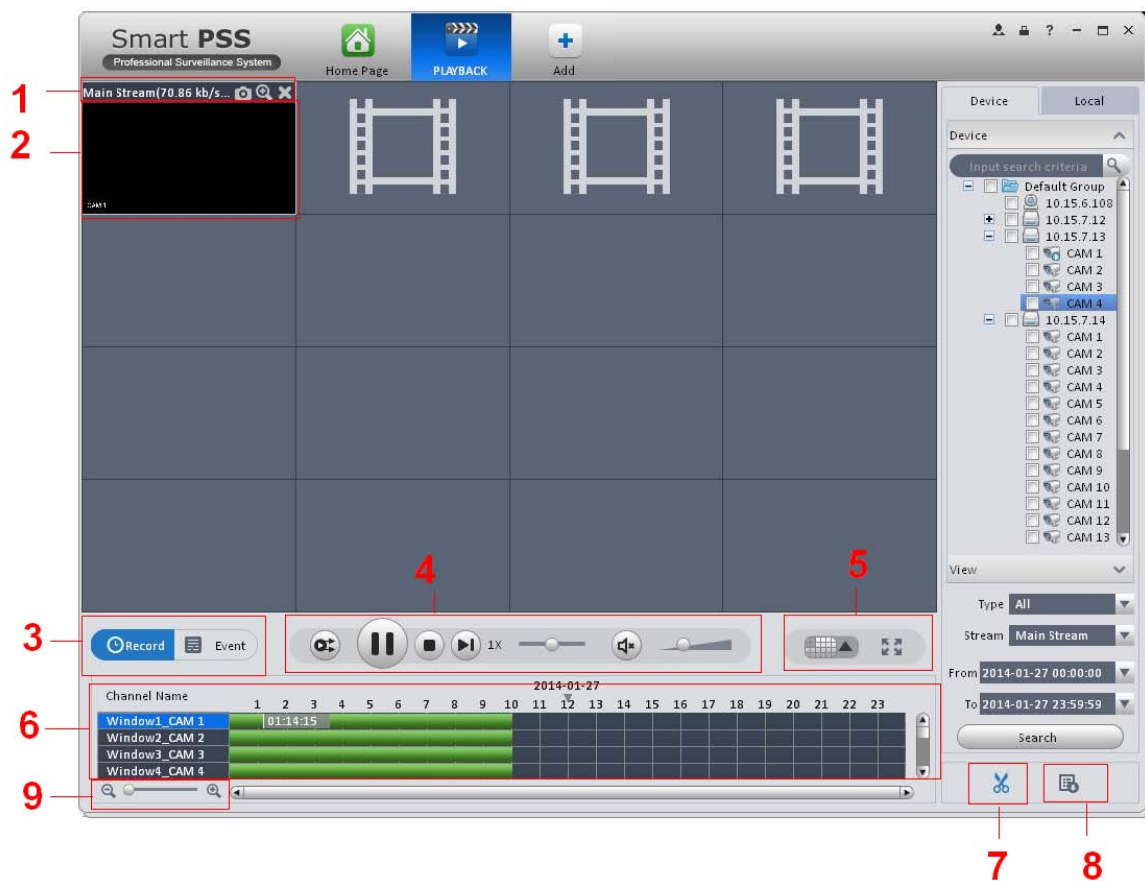 Smart PSS
Professional Surveillance System
Home Page
PLAYBACK
Add
?
1
Main Stream(70.86 kb/s...
2
CAM 1
Device
Local
Device
Input search criteria
Default Group
10.15.6.108
10.15.7.12
10.15.7.13
CAM 1
CAM 2
CAM 3
CAM 4
10.15.7.14
CAM 1
CAM 2
CAM 3
CAM 4
CAM 5
CAM 6
CAM 7
CAM 8
CAM 9
CAM 10
CAM 11
CAM 12
CAM 13
View
Type All
Stream Main Stream
From 2014-01-27 00:00:00
To 2014-01-27 23:59:59
Search
3
Record
Event
4
1X
5
6
Channel Name
2014-01-27
1 2 3 4 5 6 7 8 9 10 11 12 13 14 15 16 17 18 19 20 21 22 23
Window1_CAM 1
01:14:15
Window2_CAM 2
Window3_CAM 3
Window4_CAM 4
9
7
8